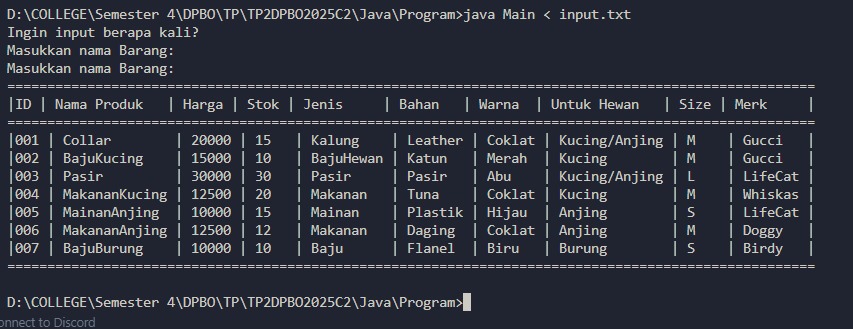 D:\COLLEGE\Semester 4\DPBO\TP\TP2DPBO2025C2\Java\Program>java Main < input.txt
Ingin input berapa kali?
Masukkan nama Barang:
Masukkan nama Barang:
=====================================================================================================
|ID | Nama Produk   | Harga | Stok | Jenis     | Bahan   | Warna  | Untuk Hewan   | Size | Merk     |
=====================================================================================================
|001 | Collar        | 20000 | 15   | Kalung    | Leather | Coklat | Kucing/Anjing | M    | Gucci   |
|002 | BajuKucing    | 15000 | 10   | BajuHewan | Katun   | Merah  | Kucing        | M    | Gucci   |
|003 | Pasir         | 30000 | 30   | Pasir     | Pasir   | Abu    | Kucing/Anjing | L    | LifeCat |
|004 | MakananKucing | 12500 | 20   | Makanan   | Tuna    | Coklat | Kucing        | M    | Whiskas |
|005 | MainanAnjing  | 10000 | 15   | Mainan    | Plastik | Hijau  | Anjing        | S    | LifeCat |
|006 | MakananAnjing | 12500 | 12   | Makanan   | Daging  | Coklat | Anjing        | M    | Doggy   |
|007 | BajuBurung    | 10000 | 10   | Baju      | Flanel  | Biru   | Burung        | S    | Birdy   |
=====================================================================================================
D:\COLLEGE\Semester 4\DPBO\TP\TP2DPBO2025C2\Java\Program>
onnect to Discord